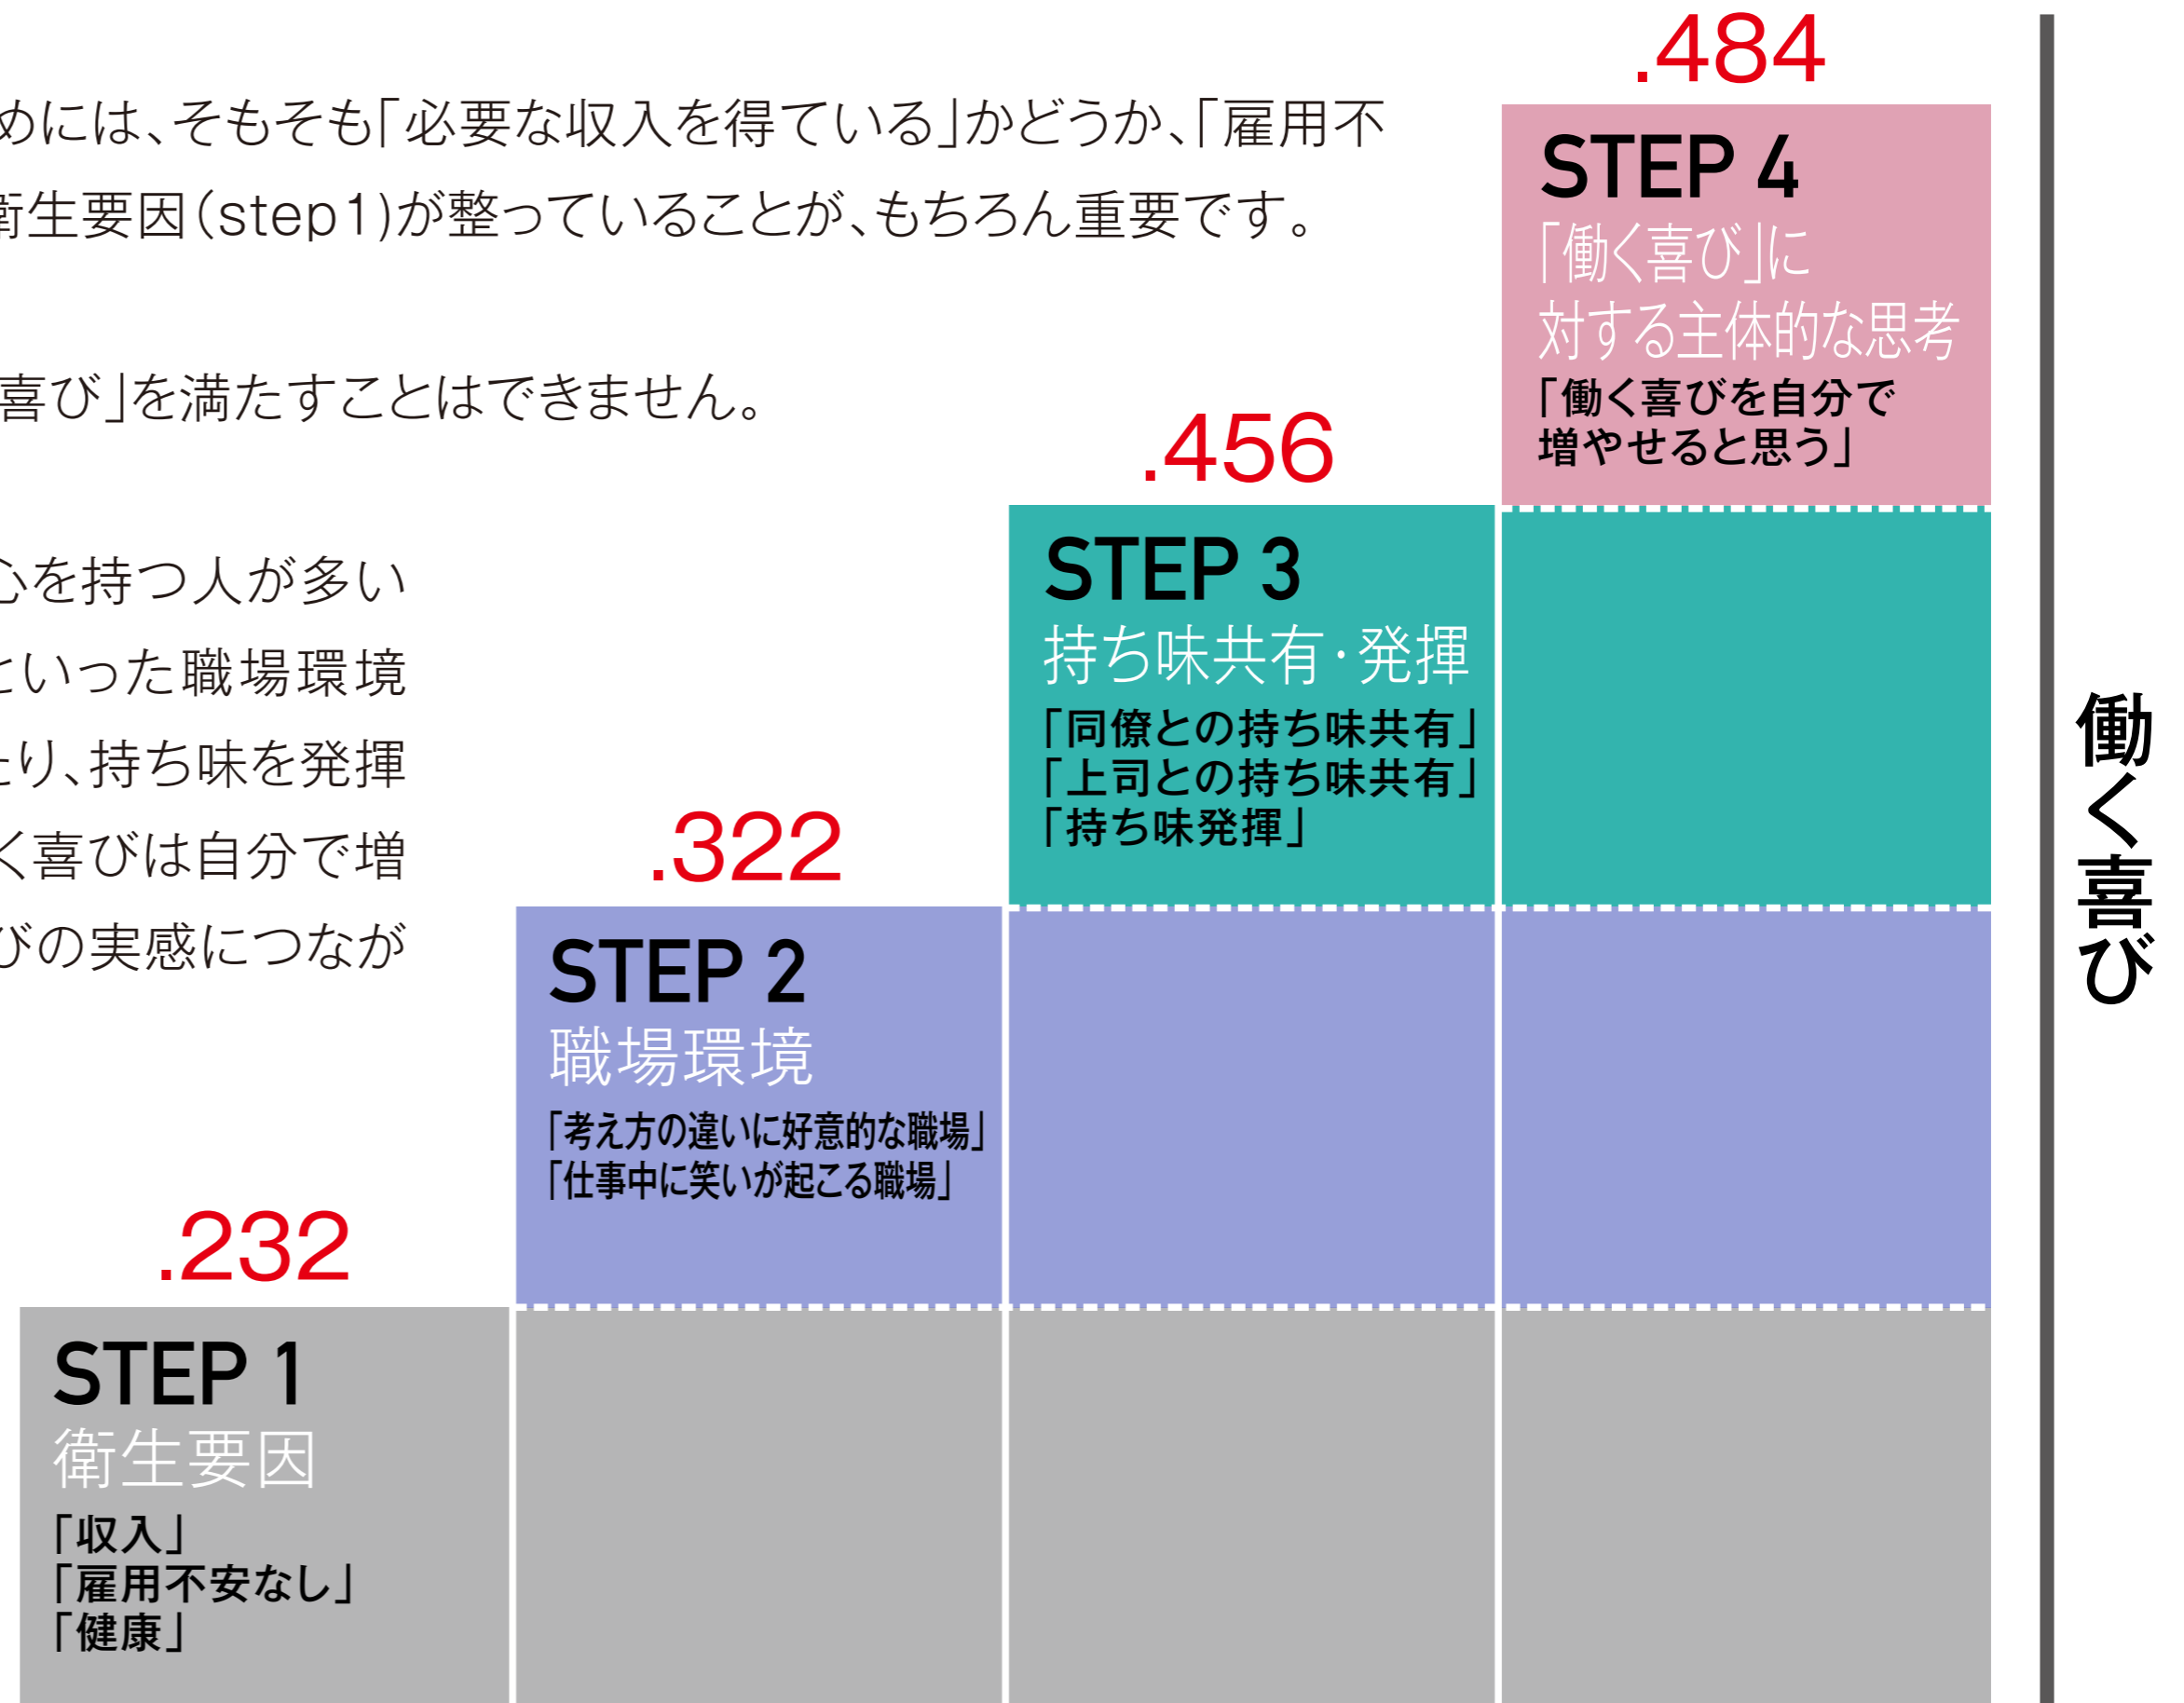 めには、そもそも「必要な収入を得ている」かどうか、「雇用不
衛生要因(step1)が整っていることが、もちろん重要です。
喜び」を満たすことはできません。
心を持つ人が多い
といった職場環境
たり、持ち味を発揮
く喜びは自分で増
びの実感につなが
.484
STEP 4
「働く喜び」に
対する主体的な思考
「働く喜びを自分で
増やせると思う」
.456
STEP 3
持ち味共有・発揮
「同僚との持ち味共有」
「上司との持ち味共有」
「持ち味発揮」
.322
STEP 2
職場環境
「考え方の違いに好意的な職場」
「仕事中に笑いが起こる職場」
.232
STEP 1
衛生要因
「収入」
「雇用不安なし」
「健康」
働く喜び